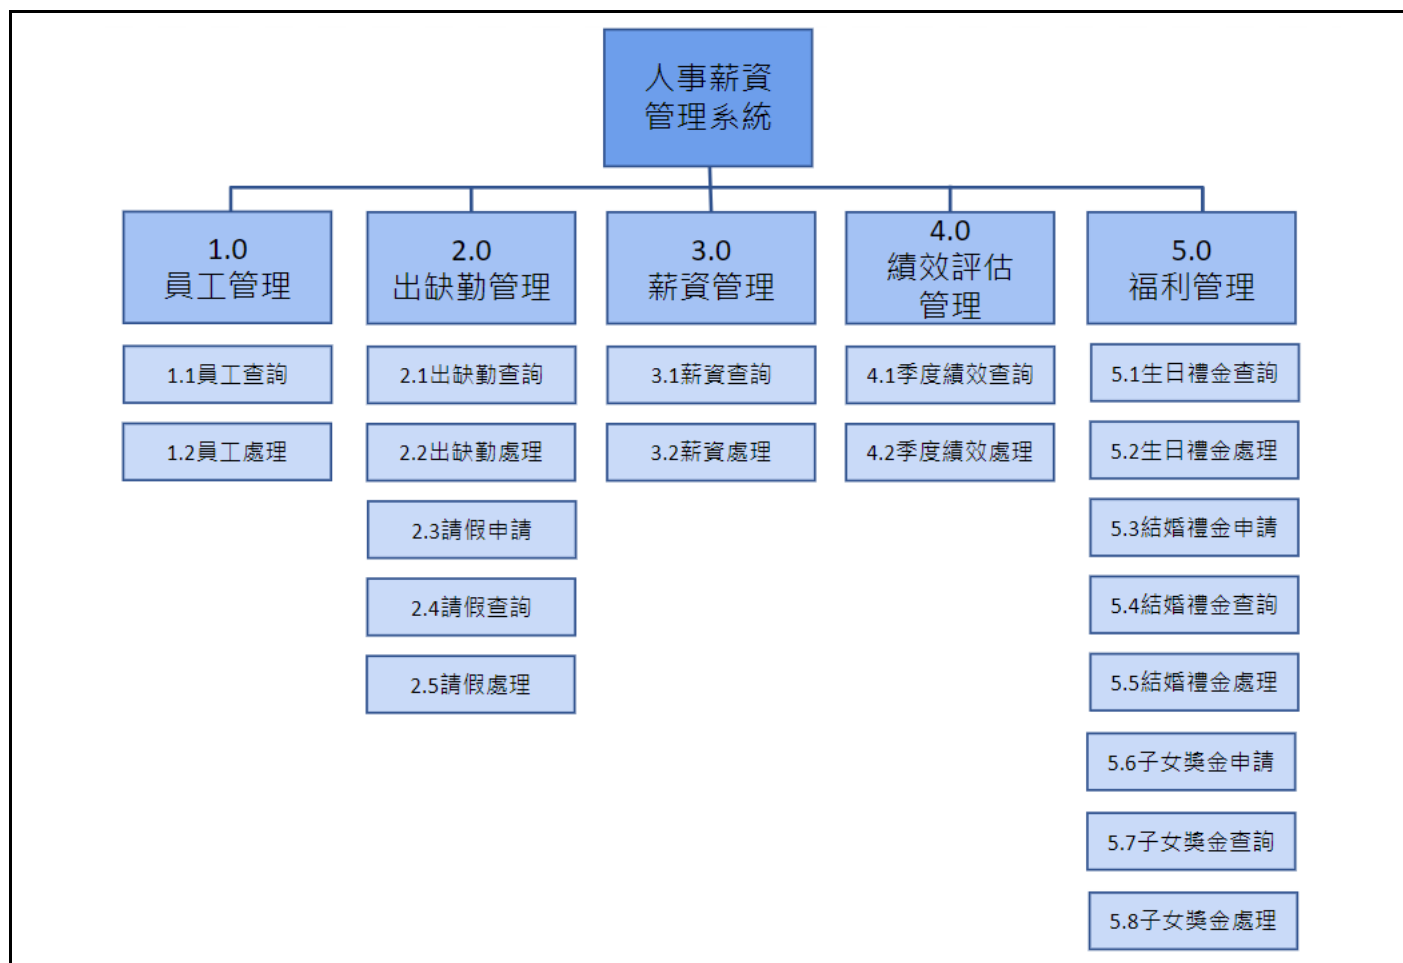 人事薪資
管理系統
1.0
員工管理
1.1員工查詢
1.2員工處理
2.0
出缺勤管理
2.1出缺勤查詢
2.2出缺勤處理
2.3請假申請
2.4請假查詢
2.5請假處理
3.0
薪資管理
3.1薪資查詢
3.2薪資處理
4.0
績效評估
管理
4.1季度績效查詢
4.2季度績效處理
5.0
福利管理
5.1生日禮金查詢
5.2生日禮金處理
5.3結婚禮金申請
5.4結婚禮金查詢
5.5結婚禮金處理
5.6子女獎金申請
5.7子女獎金查詢
5.8子女獎金處理